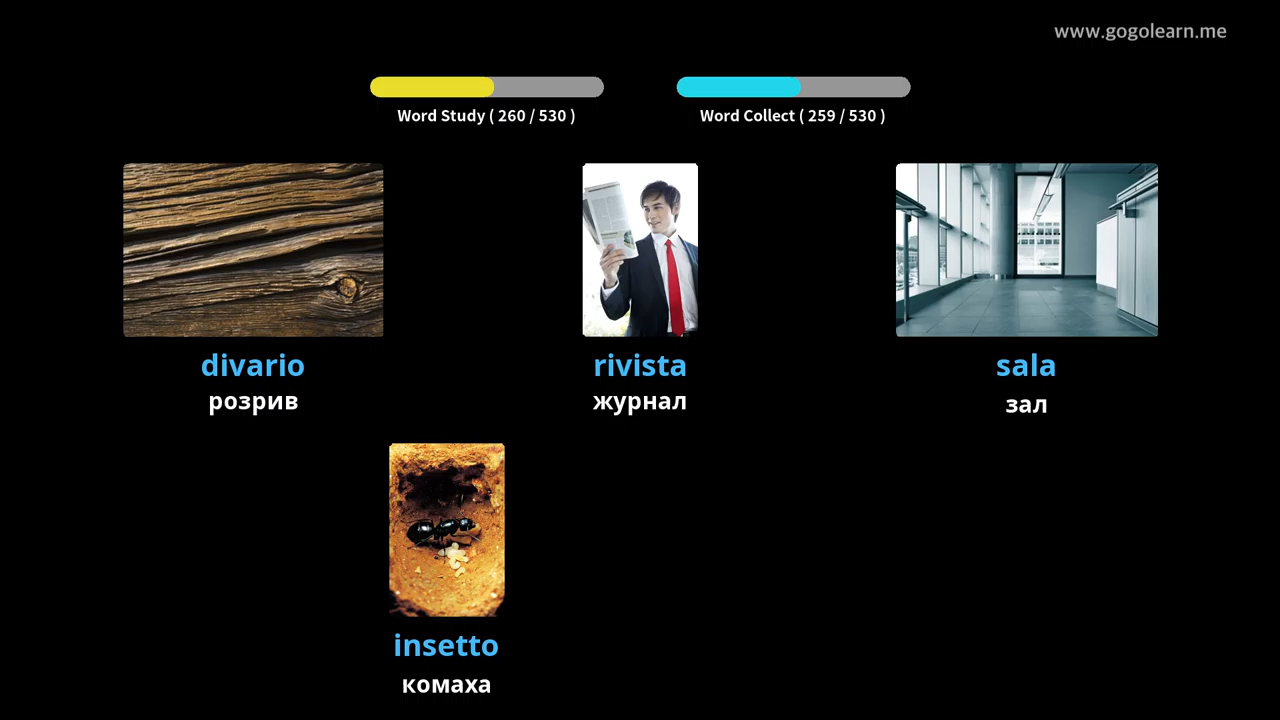 www.gogolearn.me
Word Study ( 260 / 530 )
Word Collect ( 259 / 530 )
divario
розрив
rivista
журнал
sala
зал
insetto
комаха